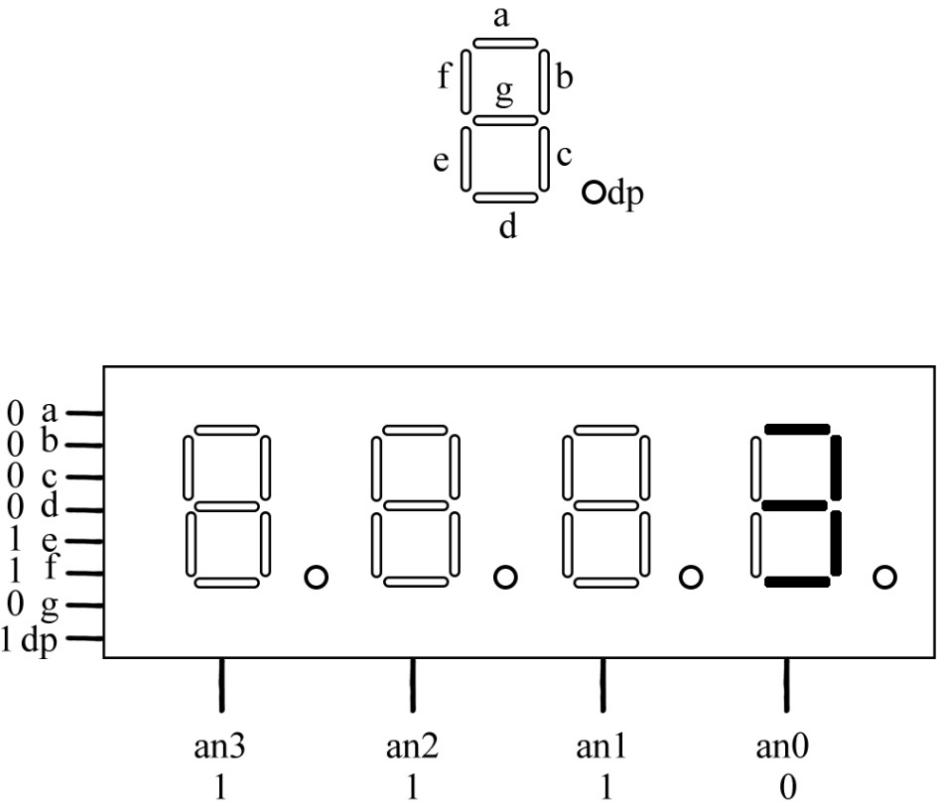 a
f
b
g
e
c
dp
d
0 a
0 b
0 c
0 d
1 e
1 f
0 g
1 dp
an3 an2 an1 an0
1 1 1 0